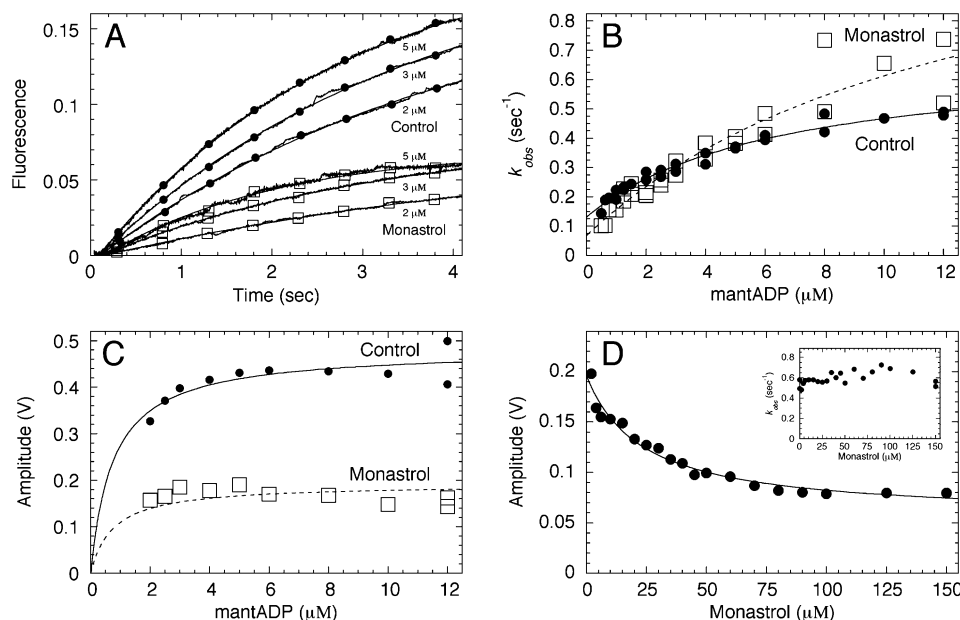 A
Fluorescence
0.15
0.1
0.05
0
5 μM
3 μM
2 μM
Control
5 μM
3 μM
2 μM
Monastrol
0 1 2 3 4
Time (sec)
B
k obs (sec⁻¹)
0.8
0.7
0.6
0.5
0.4
0.3
0.2
0.1
0
Monastrol
Control
0 2 4 6 8 10 12
mantADP (μM)
C
Amplitude (V)
0.5
0.4
0.3
0.2
0.1
0
Control
Monastrol
0 2 4 6 8 10 12
mantADP (μM)
D
Amplitude (V)
0.2
0.15
0.1
0.05
0
k obs (sec⁻¹)
0.8
0.6
0.4
0.2
0
0 25 50 75 100 125 150
Monastrol (μM)
0 25 50 75 100 125 150
Monastrol (μM)